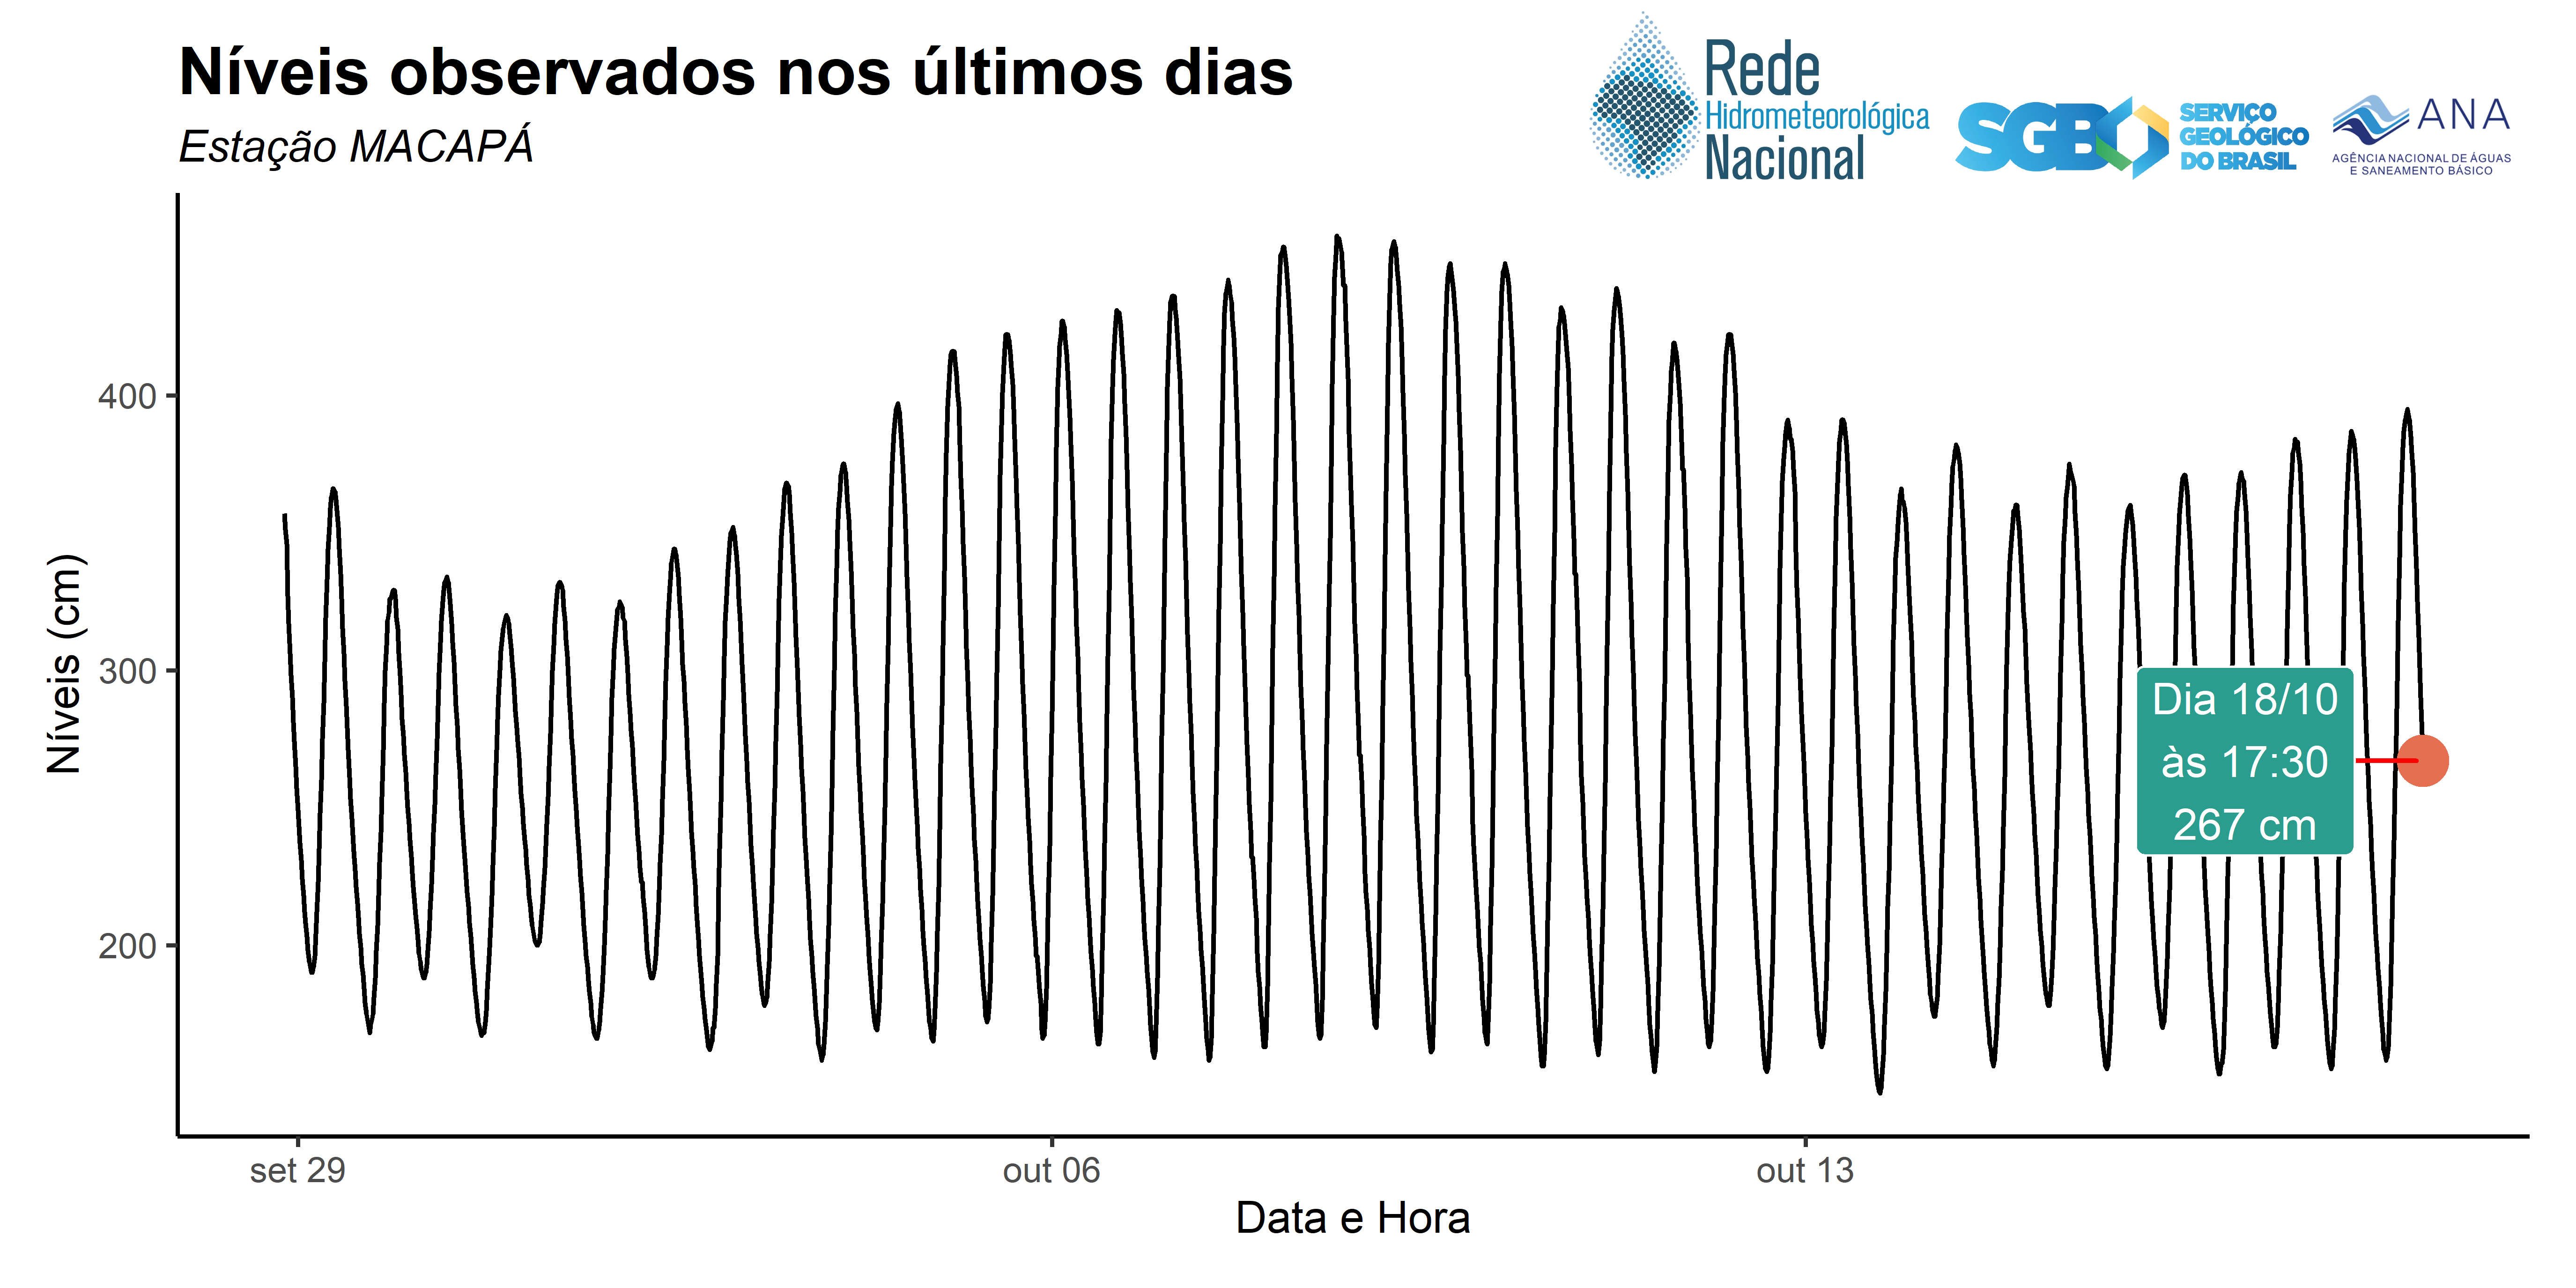 Níveis observados nos últimos dias
Estação MACAPÁ
Rede
Hidrometeorológica
Nacional
SGB
SERVIÇO
GEOLÓGICO
DO BRASIL
ANA
AGÊNCIA NACIONAL DE ÁGUAS
E SANEAMENTO BÁSICO
Níveis (cm)
400
300
200
Dia 18/10
às 17:30
267 cm
set 29
out 06
out 13
Data e Hora